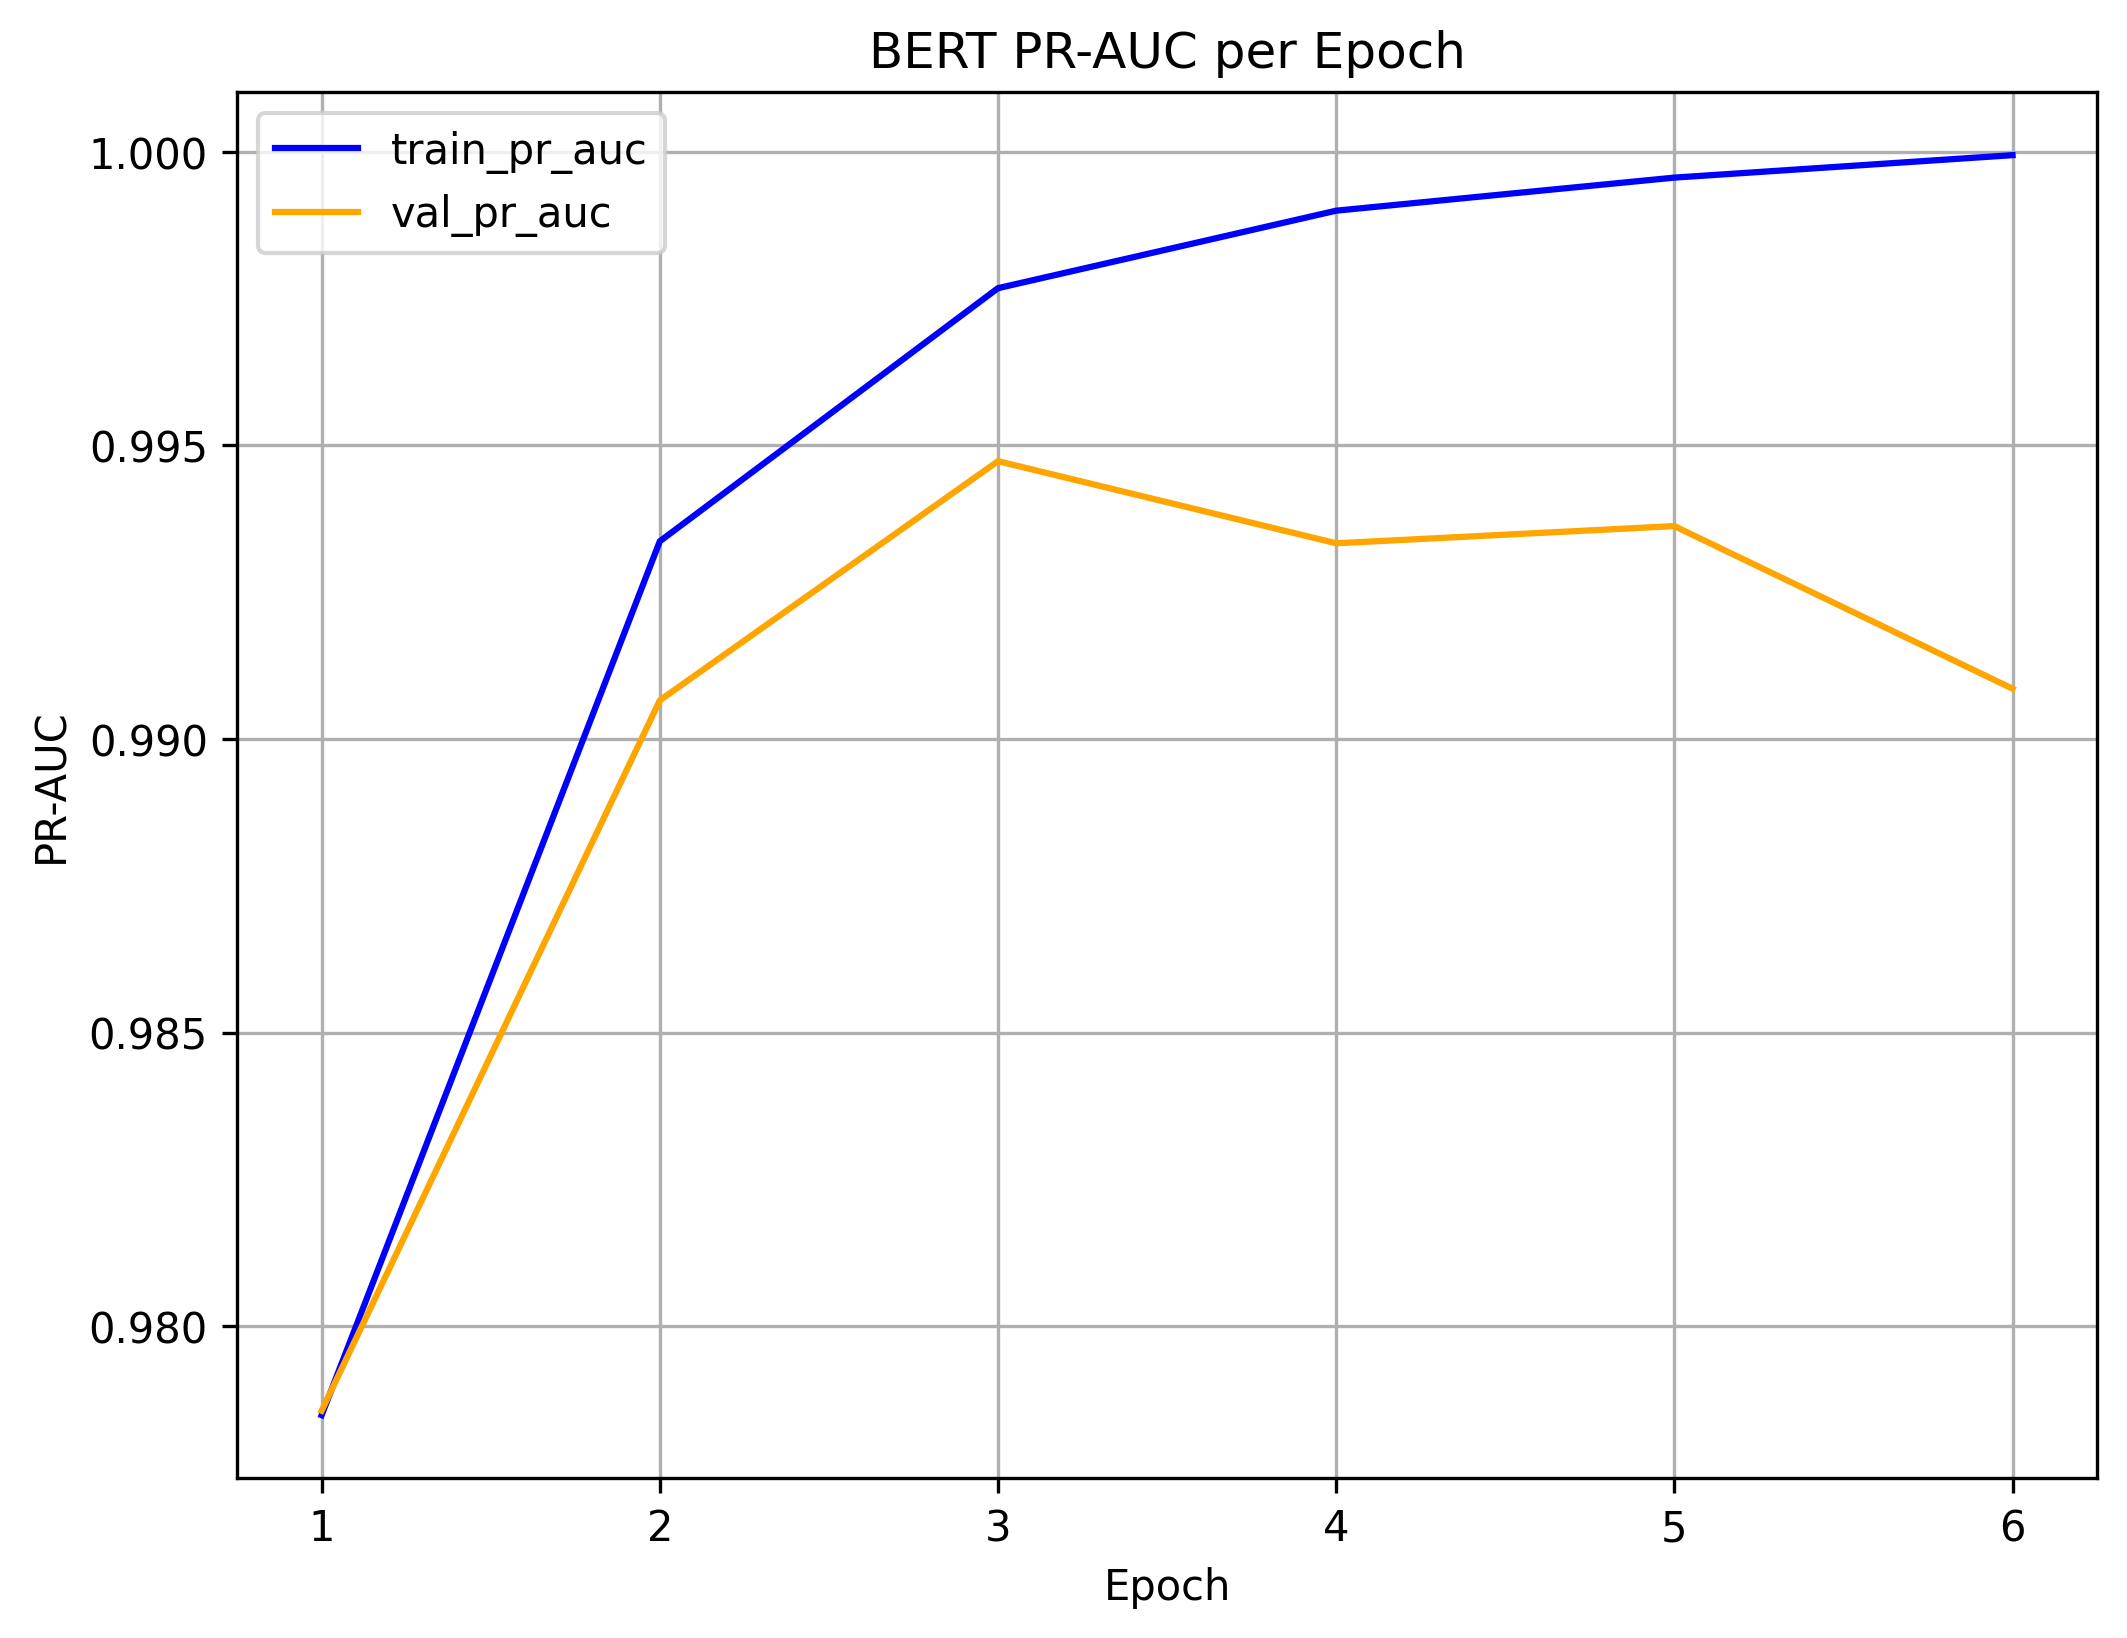 BERT PR-AUC per Epoch
train_pr_auc
val_pr_auc
1.000
0.995
0.990
0.985
0.980
PR-AUC
1 2 3 4 5 6
Epoch